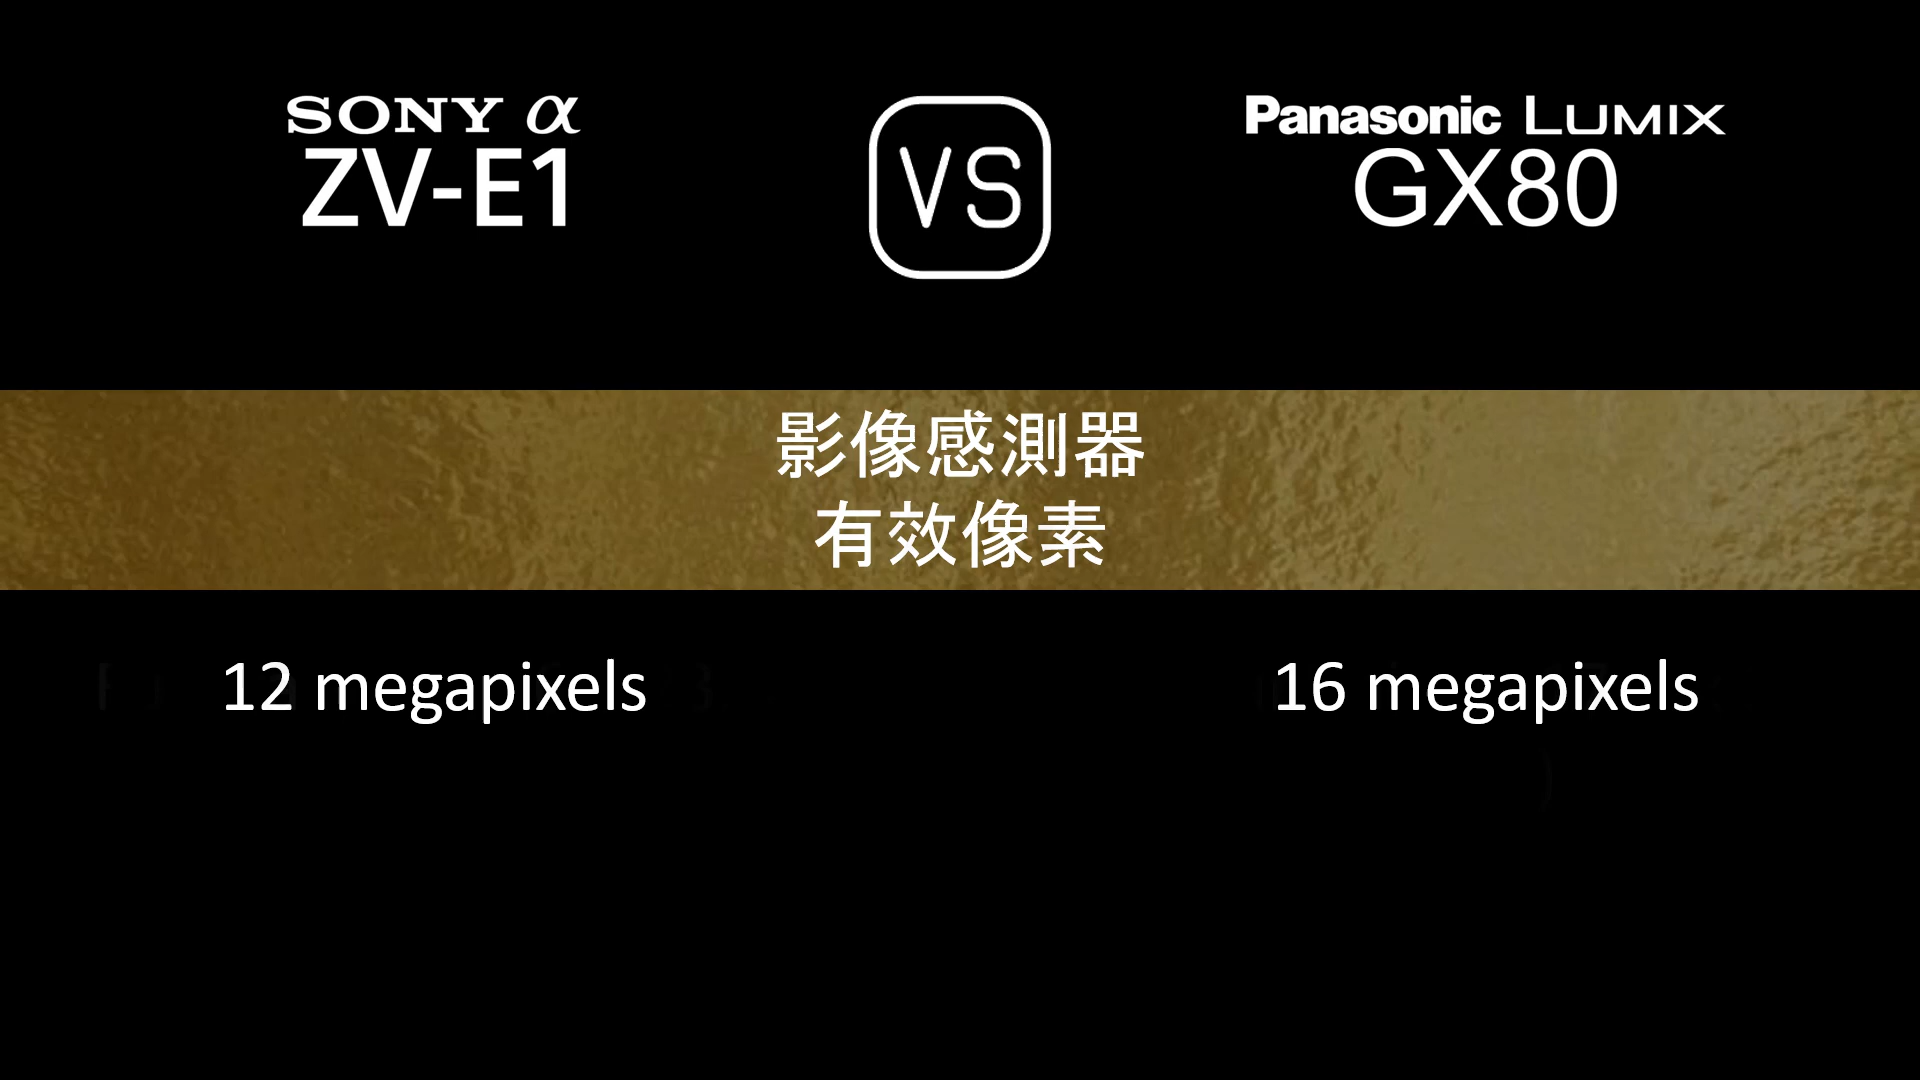 SONY α
ZV-E1
VS
Panasonic LUMIX
GX80
影像感測器
有效像素
12 megapixels
16 megapixels